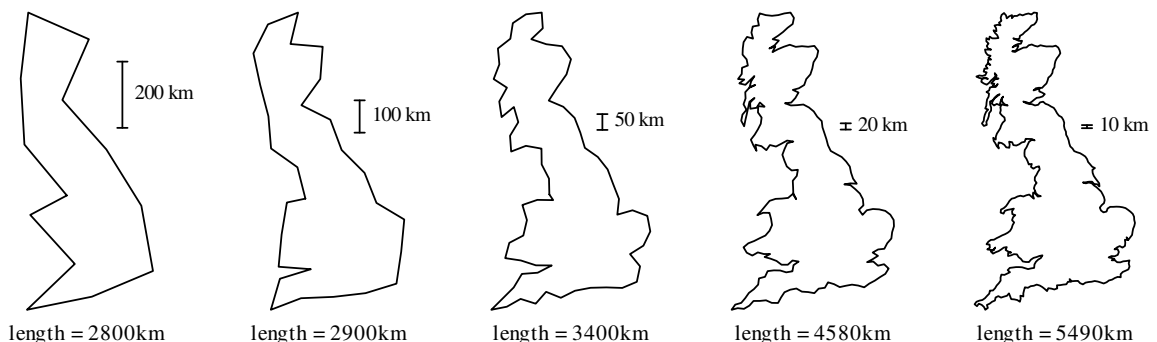 200 km
100 km
50 km
20 km
10 km
length = 2800km
length = 2900km
length = 3400km
length = 4580km
length = 5490km